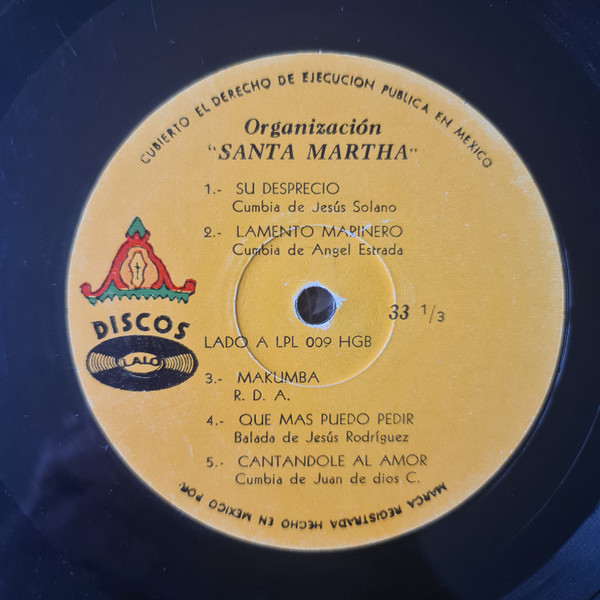 CUBIERTO EL DERECHO DE EJECUCION PUBLICA EN MEXICO
Organización
"SANTA MARTHA"
1.- SU DESPRECIO
Cumbia de Jesús Solano
2.- LAMENTO MARINERO
Cumbia de Angel Estrada
33 1/3
DISCOS
LALO
LADO A LPL 009 HGB
3.- MAKUMBA
R. D. A.
4.- QUE MAS PUEDO PEDIR
Balada de Jesús Rodríguez
5.- CANTANDOLE AL AMOR
Cumbia de Juan de dios C.
MARCA REGISTRADA HECHO EN MEXICO POR: